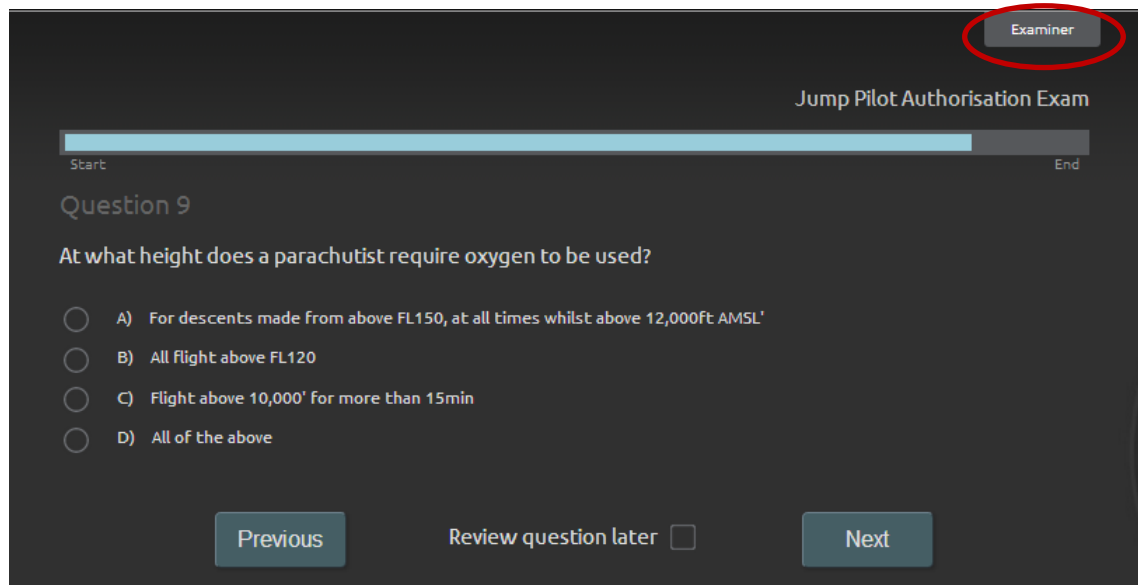 Examiner
Jump Pilot Authorisation Exam
Start End
Question 9
At what height does a parachutist require oxygen to be used?
A) For descents made from above FL150, at all times whilst above 12,000ft AMSL'
B) All flight above FL120
C) Flight above 10,000' for more than 15min
D) All of the above
Previous Review question later Next